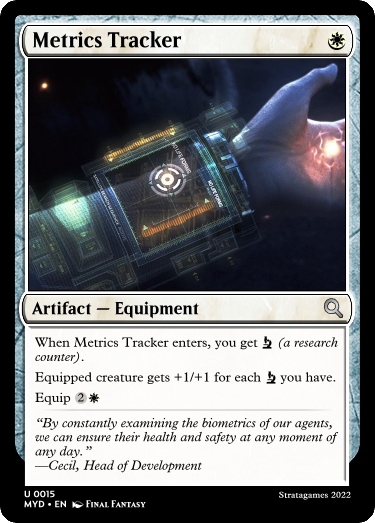 Metrics Tracker
Artifact — Equipment
When Metrics Tracker enters, you get (a research
counter).
Equipped creature gets +1/+1 for each you have.
Equip 2
“By constantly examining the biometrics of our agents,
we can ensure their health and safety at any moment of
any day.”
—Cecil, Head of Development
U 0015
MYD • EN Final Fantasy
Stratagames 2022